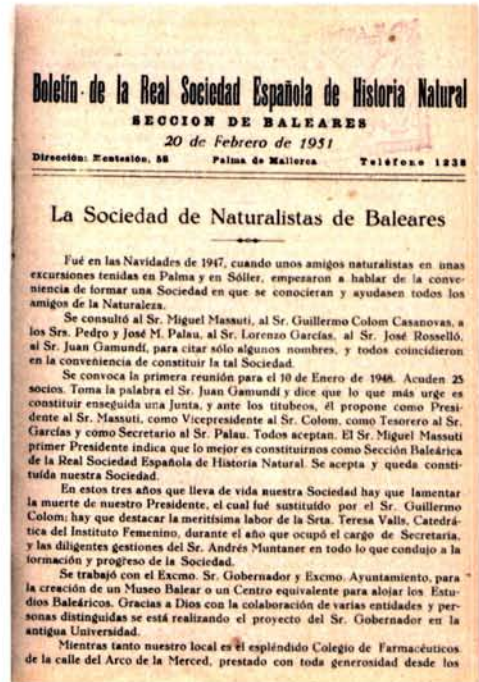 Boletín de la Real Sociedad Española de Historia Natural
SECCION DE BALEARES
20 de Febrero de 1951
Dirección: Montesión, 58 Palma de Mallorca Teléfono 1238
La Sociedad de Naturalistas de Baleares
Fué en las Navidades de 1947, cuando unos amigos naturalistas en unas
excursiones tenidas en Palma y en Sóller, empezaron a hablar de la conve-
niencia de formar una Sociedad en que se conocieran y ayudasen todos los
amigos de la Naturaleza.
Se consultó al Sr. Miguel Massuti, al Sr. Guillermo Colom Casanovas, a
los Srs. Pedro y José M. Palau, al Sr. Lorenzo Garcías, al Sr. José Rosselló,
al Sr. Juan Gamundí, para citar sólo algunos nombres, y todos coincidieron
en la conveniencia de constituir la tal Sociedad.
Se convoca la primera reunión para el 10 de Enero de 1948. Acuden 25
socios. Toma la palabra el Sr. Juan Gamundí y dice que lo que más urge es
constituir enseguida una Junta, y ante los titubeos, él propone como Presi-
dente al Sr. Massuti, como Vicepresidente al Sr. Colom, como Tesorero al Sr.
Garcías y como Secretario al Sr. Palau. Todos aceptan. El Sr. Miguel Massuti
primer Presidente indica que lo mejor es constituirnos como Sección Baleárica
de la Real Sociedad Española de Historia Natural. Se acepta y queda consti-
tuída nuestra Sociedad.
En estos tres años que lleva de vida nuestra Sociedad hay que lamentar
la muerte de nuestro Presidente, el cual fué sustituído por el Sr. Guillermo
Colom; hay que destacar la meritísima labor de la Srta. Teresa Valls, Catedrá-
tica del Instituto Femenino, durante el año que ocupó el cargo de Secretaria,
y las diligentes gestiones del Sr. Andrés Muntaner en todo lo que condujo a la
formación y progreso de la Sociedad.
Se trabajó con el Excmo. Sr. Gobernador y Excmo. Ayuntamiento, para
la creación de un Museo Balear o un Centro equivalente para alojar los Estu-
dios Baleáricos. Gracias a Dios con la colaboración de varias entidades y per-
sonas distinguidas se está realizando el proyecto del Sr. Gobernador en la
antigua Universidad.
Mientras tanto nuestro local es el espléndido Colegio de Farmacéuticos
de la calle del Arco de la Merced, prestado con toda generosidad desde los